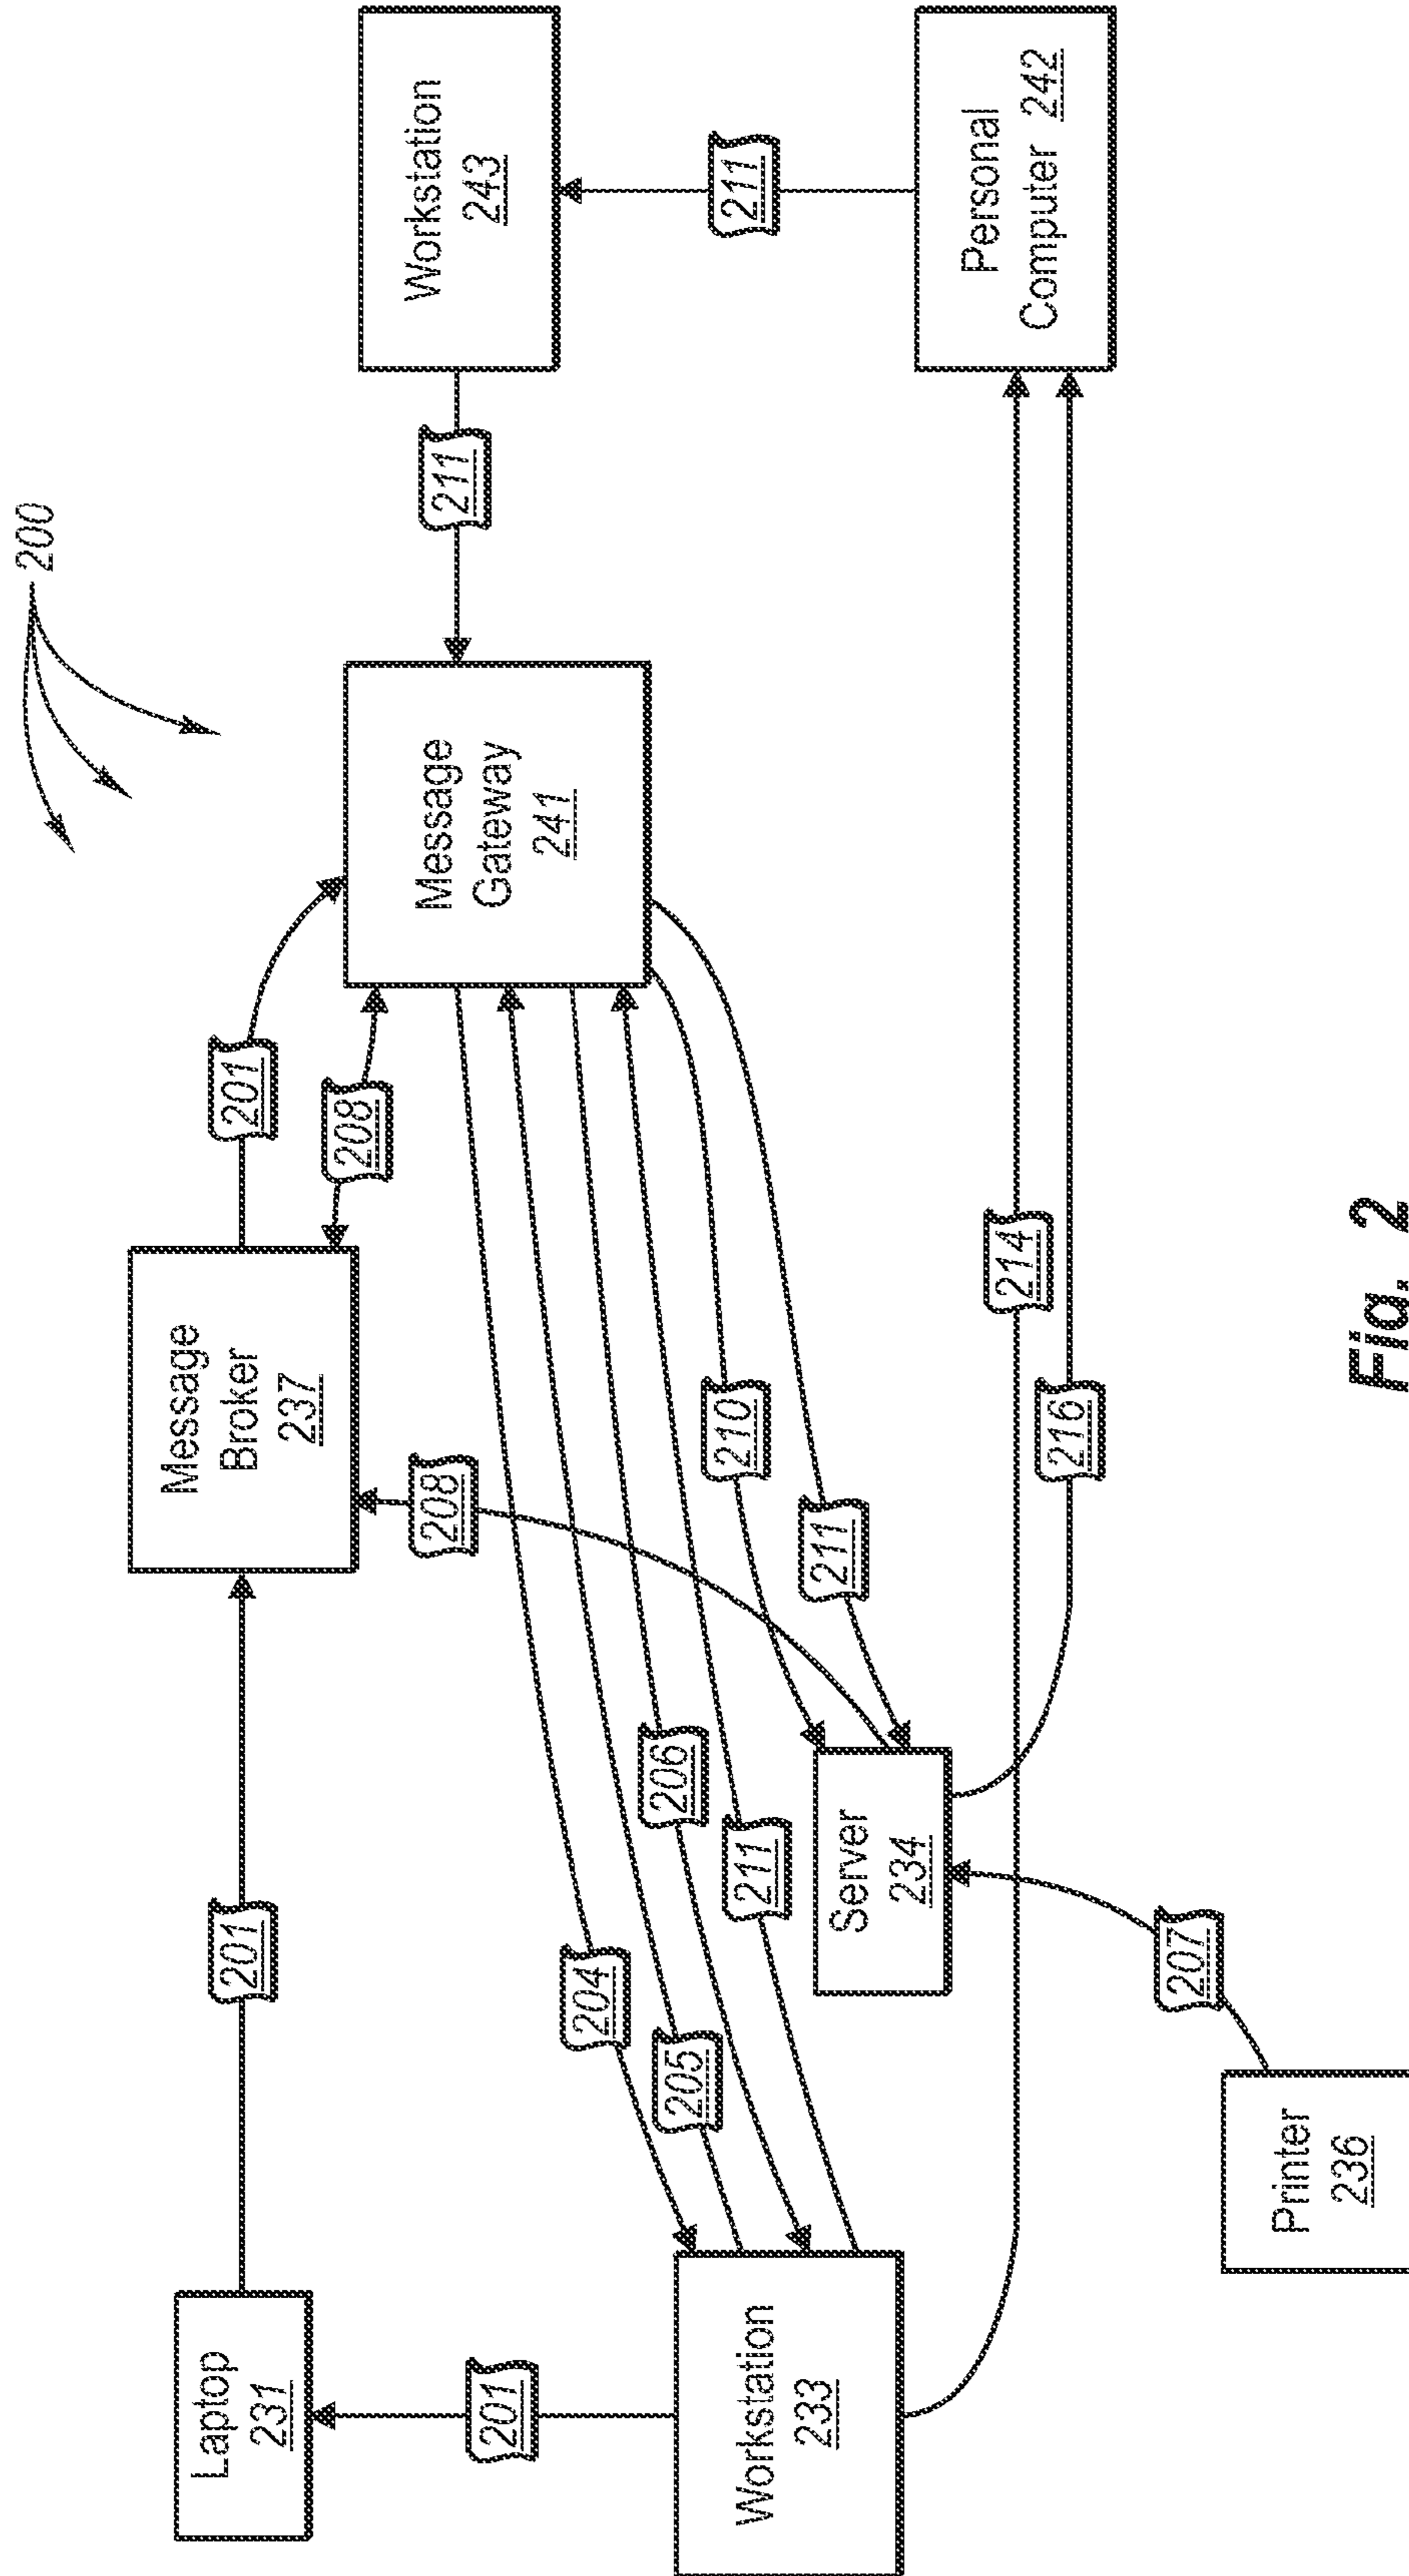 200
Laptop
231
201
Message
Broker
237
201
208
Message
Gateway
241
211
Workstation
243
201
208
204
205
206
211
210
211
211
Workstation
233
Server
234
214
216
Personal
Computer 242
207
Printer
236
Fig. 2